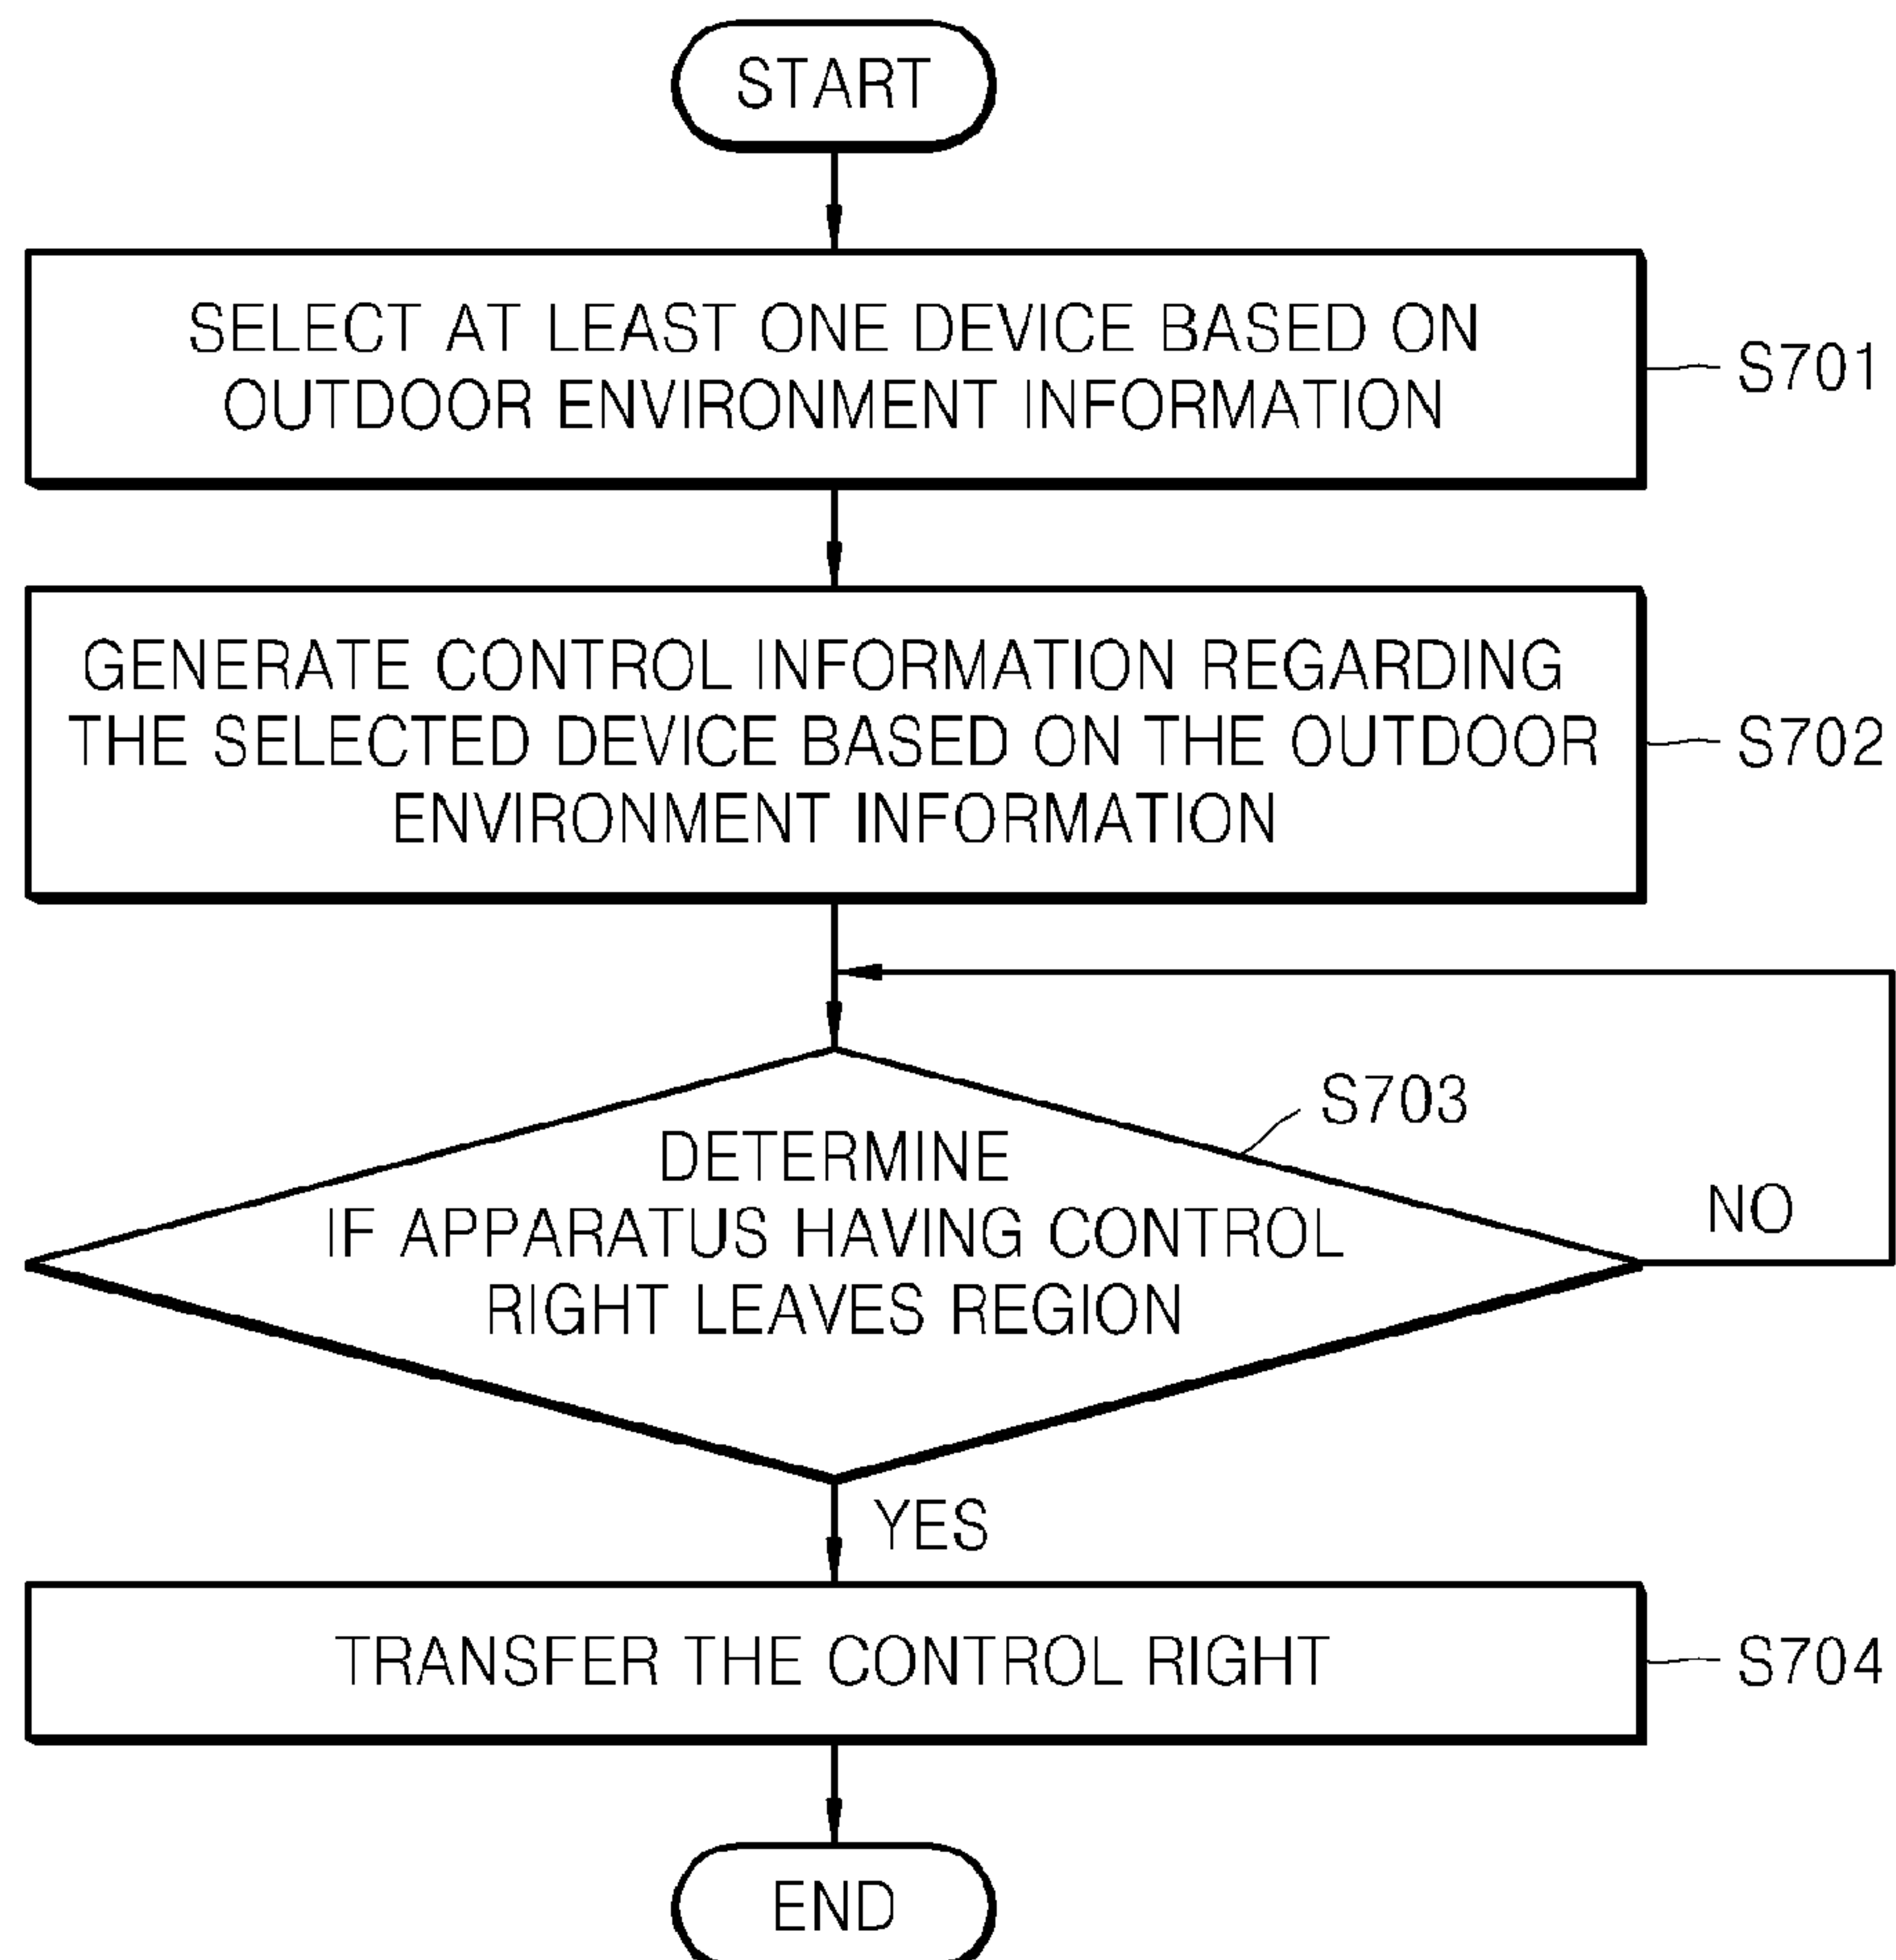 START
SELECT AT LEAST ONE DEVICE BASED ON
OUTDOOR ENVIRONMENT INFORMATION
S701
GENERATE CONTROL INFORMATION REGARDING
THE SELECTED DEVICE BASED ON THE OUTDOOR
ENVIRONMENT INFORMATION
S702
S703
DETERMINE
IF APPARATUS HAVING CONTROL
RIGHT LEAVES REGION
NO
YES
TRANSFER THE CONTROL RIGHT
S704
END